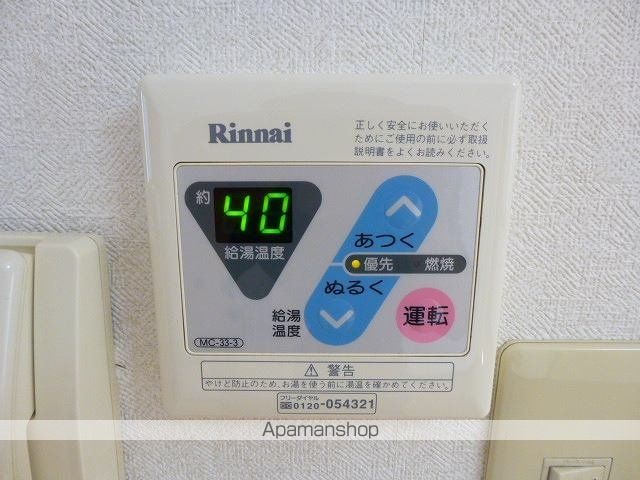 Rinnai
正しく安全にお使いいただく
ためにご使用の前に必ず取扱
説明書をよくお読みください。
約
40
給湯温度
あつく
優先 燃焼
ぬるく
給湯
温度
運転
MC-33-3
⚠ 警告
やけど防止のため、お湯を使う前に湯温を確かめてください。
フリーダイヤル
0120-054321
Apamanshop